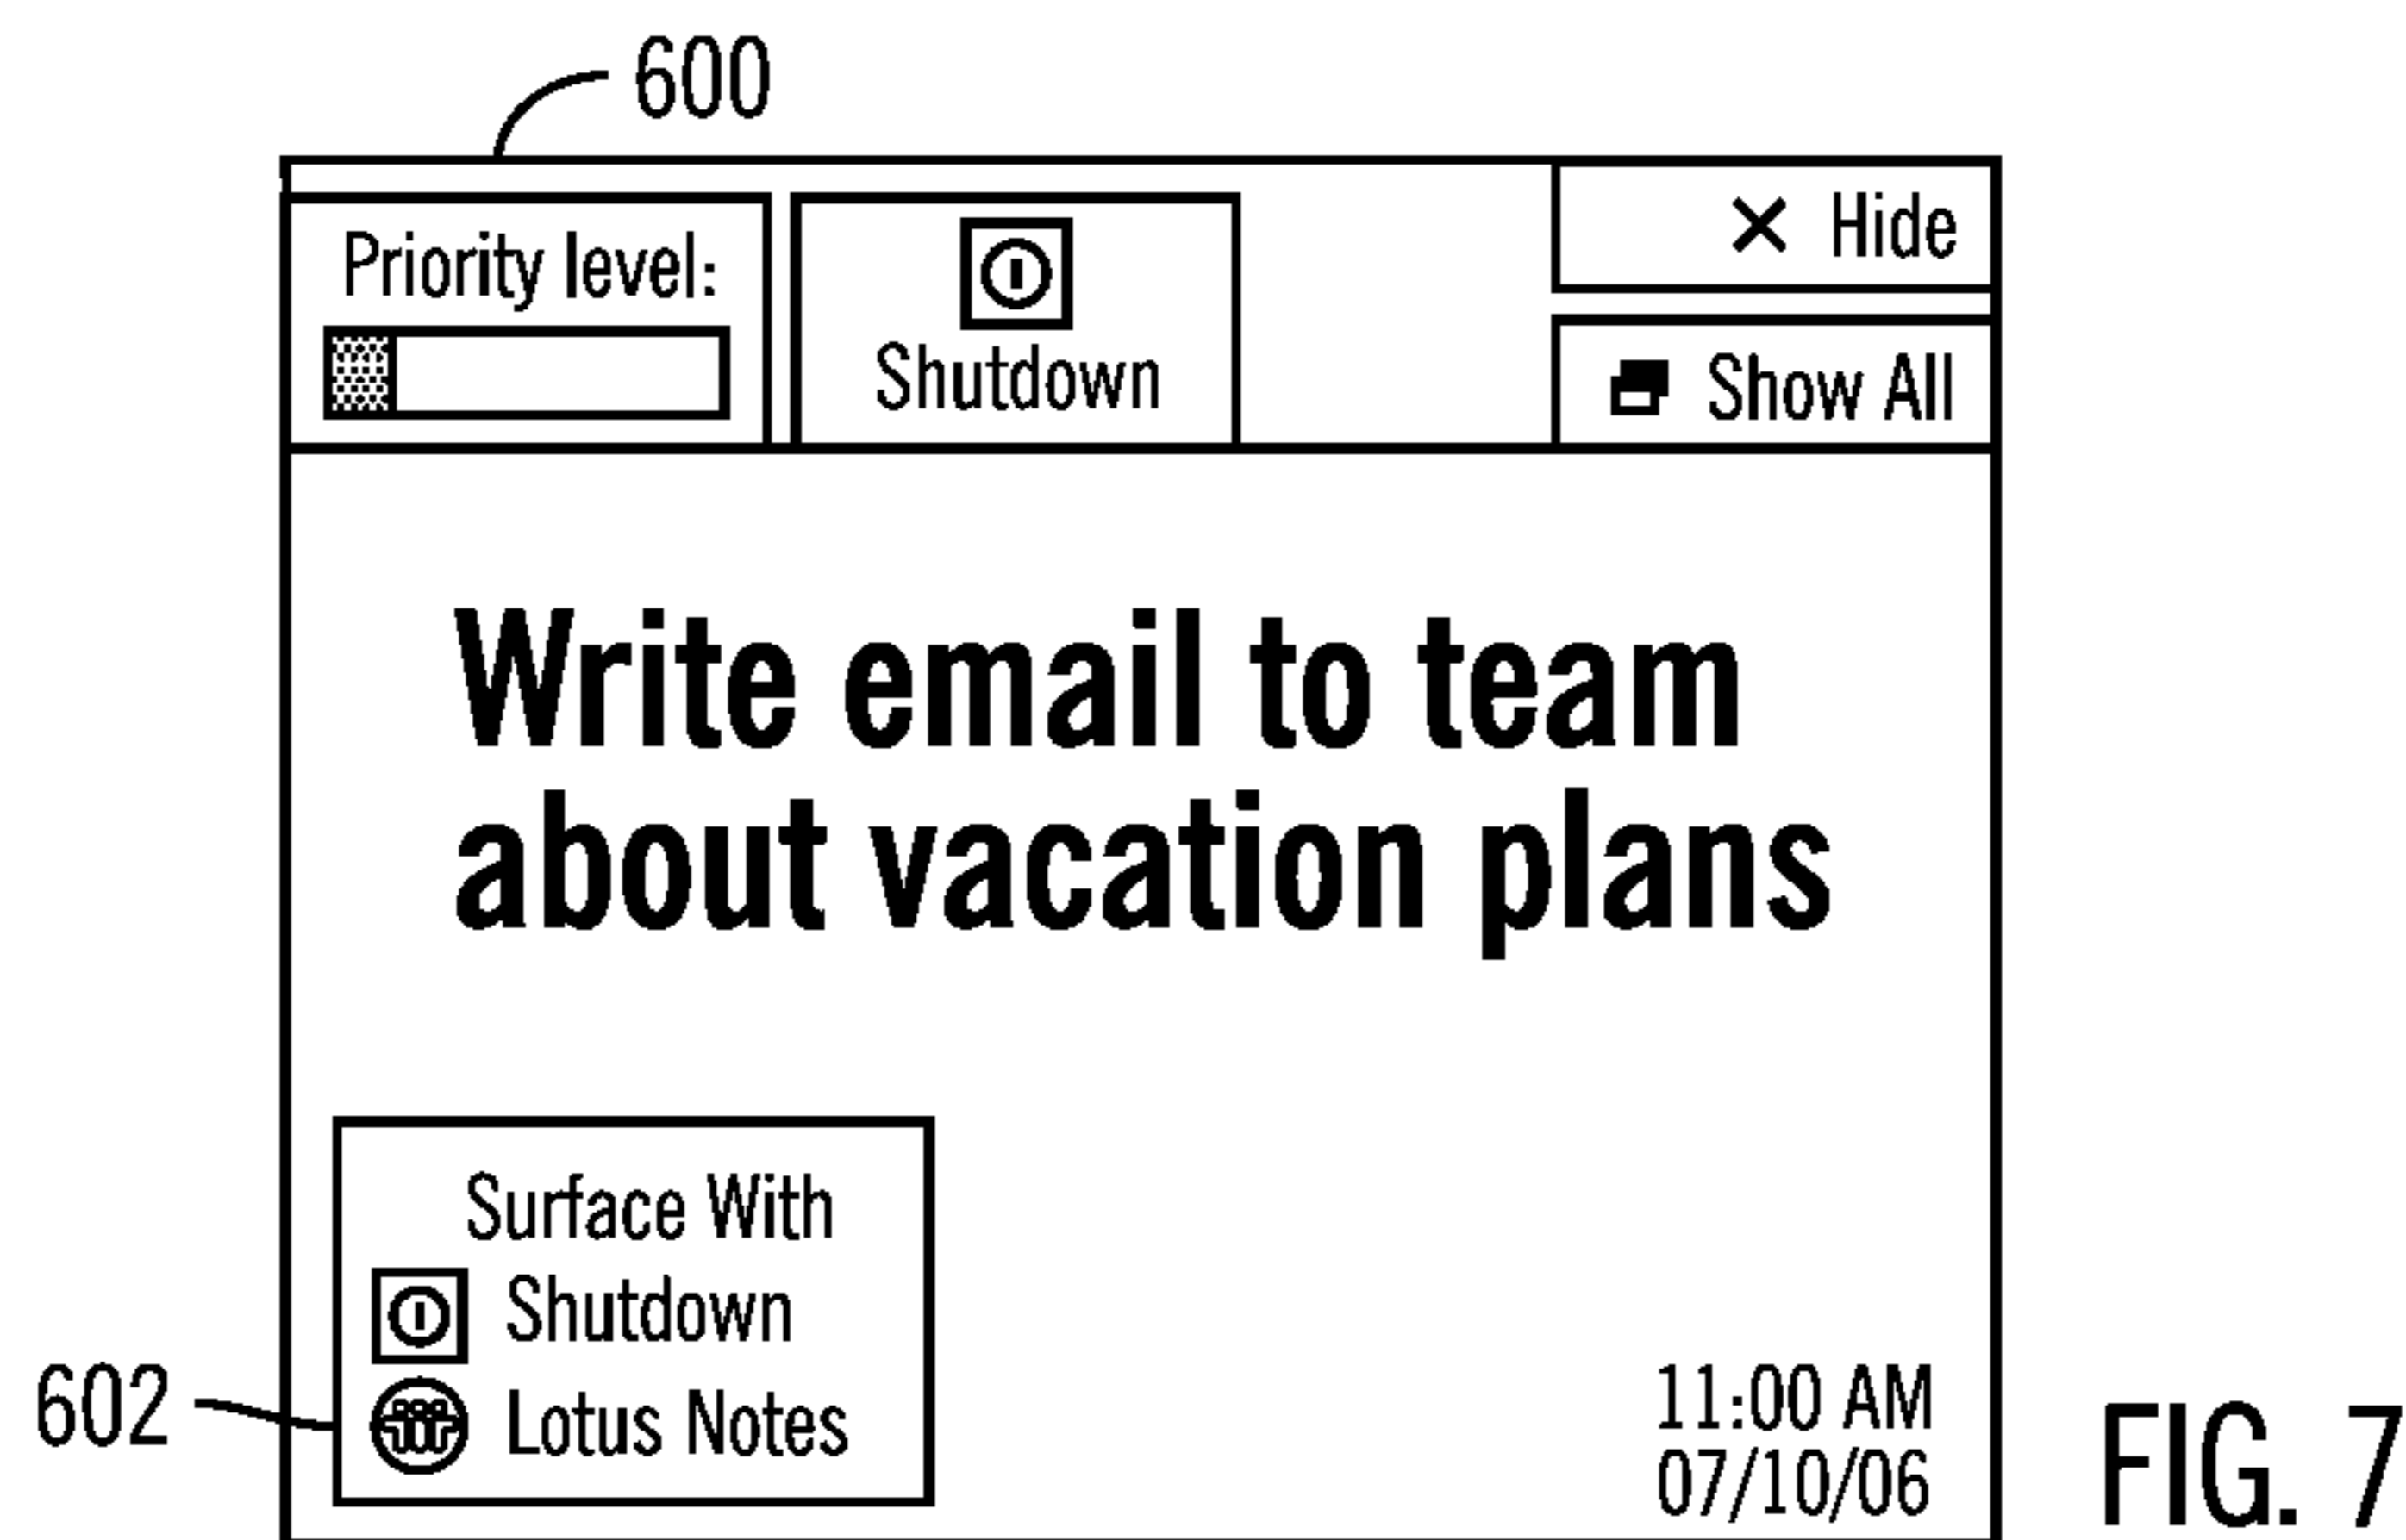 600
Priority level:
Shutdown
Hide
Show All
Write email to team
about vacation plans
Surface With
Shutdown
Lotus Notes
602
11:00 AM
07/10/06
FIG. 7